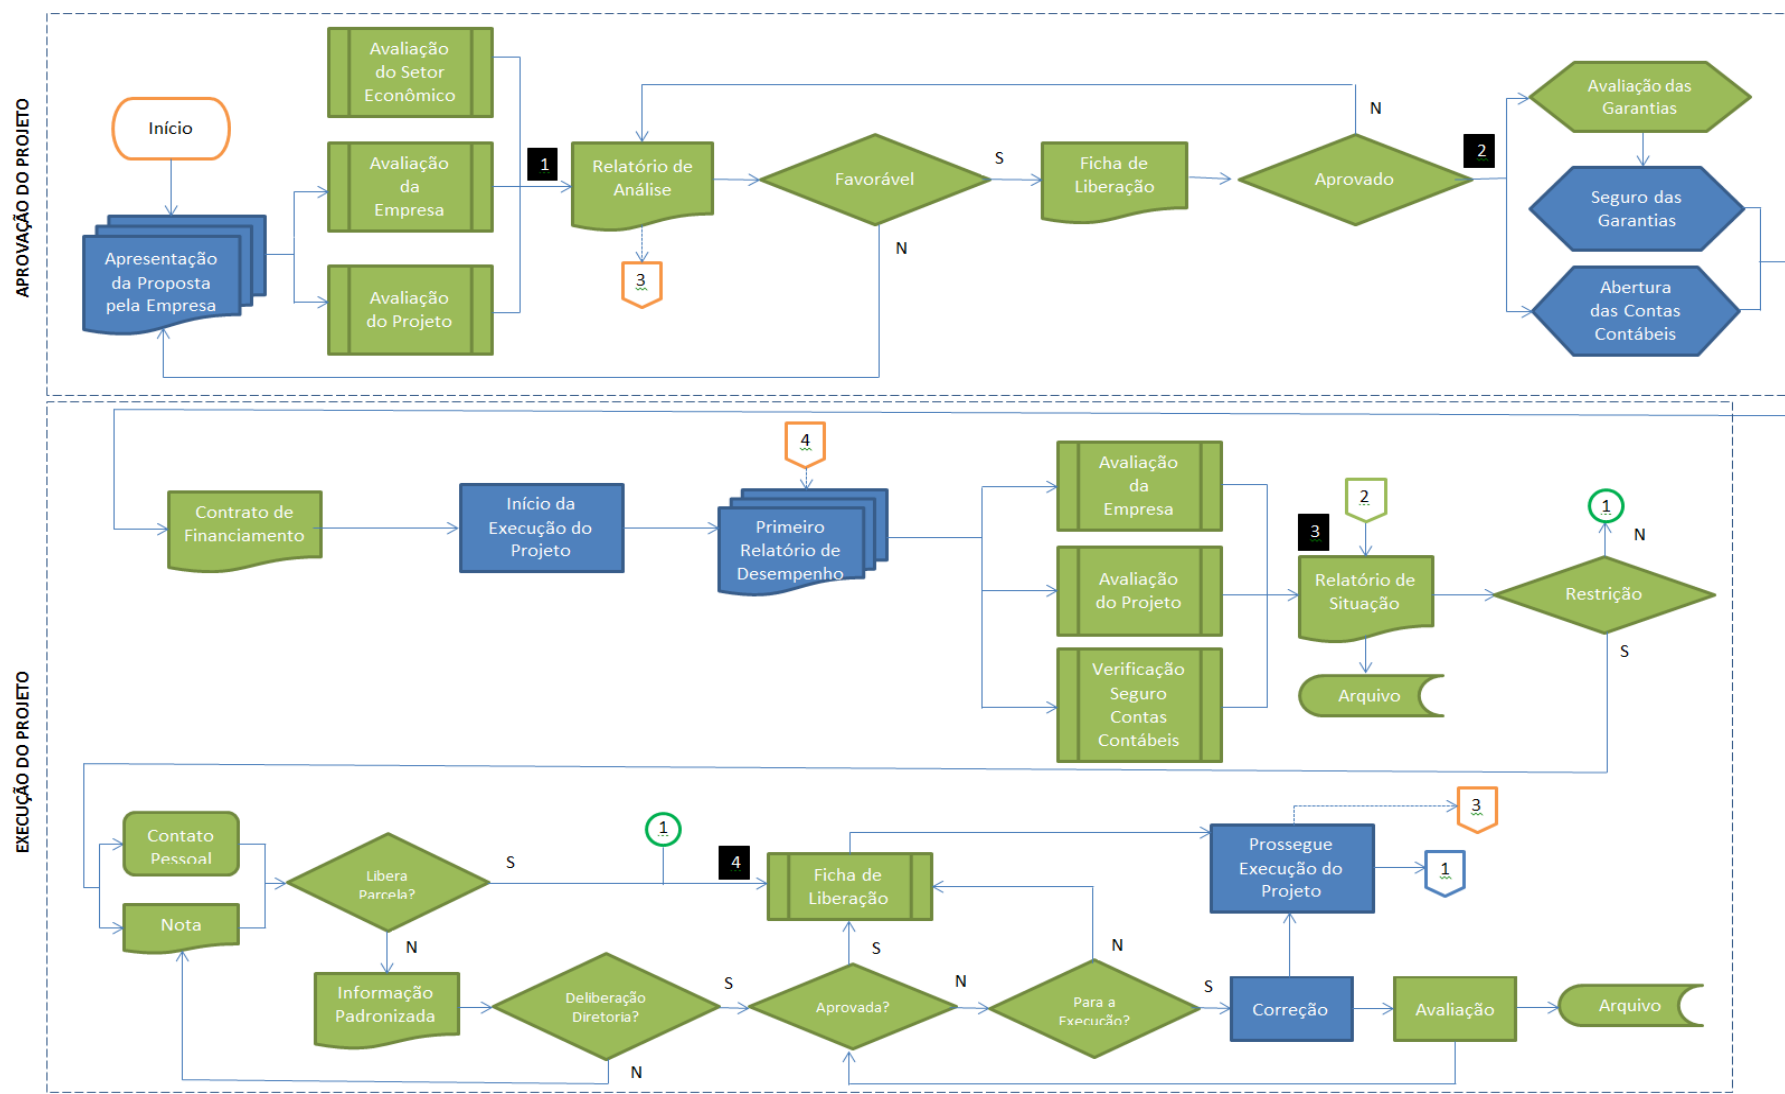 APROVAÇÃO DO PROJETO
Início
Apresentação
da Proposta
pela Empresa
Avaliação
do Setor
Econômico
Avaliação
da
Empresa
Avaliação
do Projeto
1
Relatório de
Análise
3
Favorável
S
N
Ficha de
Liberação
Aprovado
N
2
Avaliação das
Garantias
Seguro das
Garantias
Abertura
das Contas
Contábeis
EXECUÇÃO DO PROJETO
Contrato de
Financiamento
Início da
Execução do
Projeto
4
Primeiro
Relatório de
Desempenho
Avaliação
da
Empresa
Avaliação
do Projeto
Verificação
Seguro
Contas
Contábeis
3
2
Relatório de
Situação
Arquivo
1
N
Restrição
S
Contato
Pessoal
Nota
Libera
Parcela?
S
N
1
4
Ficha de
Liberação
Prossegue
Execução do
Projeto
3
1
Informação
Padronizada
Deliberação
Diretoria?
S
N
Aprovada?
S
N
Para a
Execução?
N
S
Correção
Avaliação
Arquivo